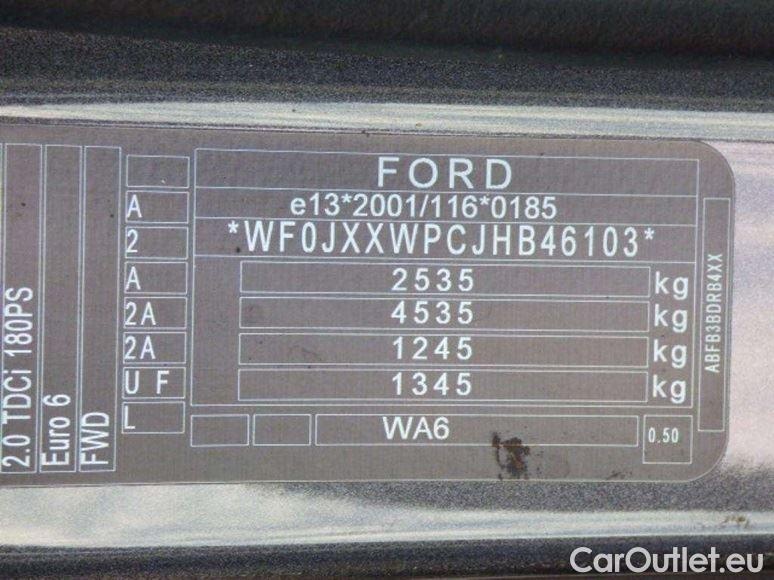 2.0 TDCi 180PS
Euro 6
FWD
A
2
A
2A
2A
U F
L
FORD
e13*2001/116*0185
*WF0JXXWPCJHB46103*
2535 kg
4535 kg
1245 kg
1345 kg
WA6
0.50
ABFB3BDRB4XX
CarOutlet.eu